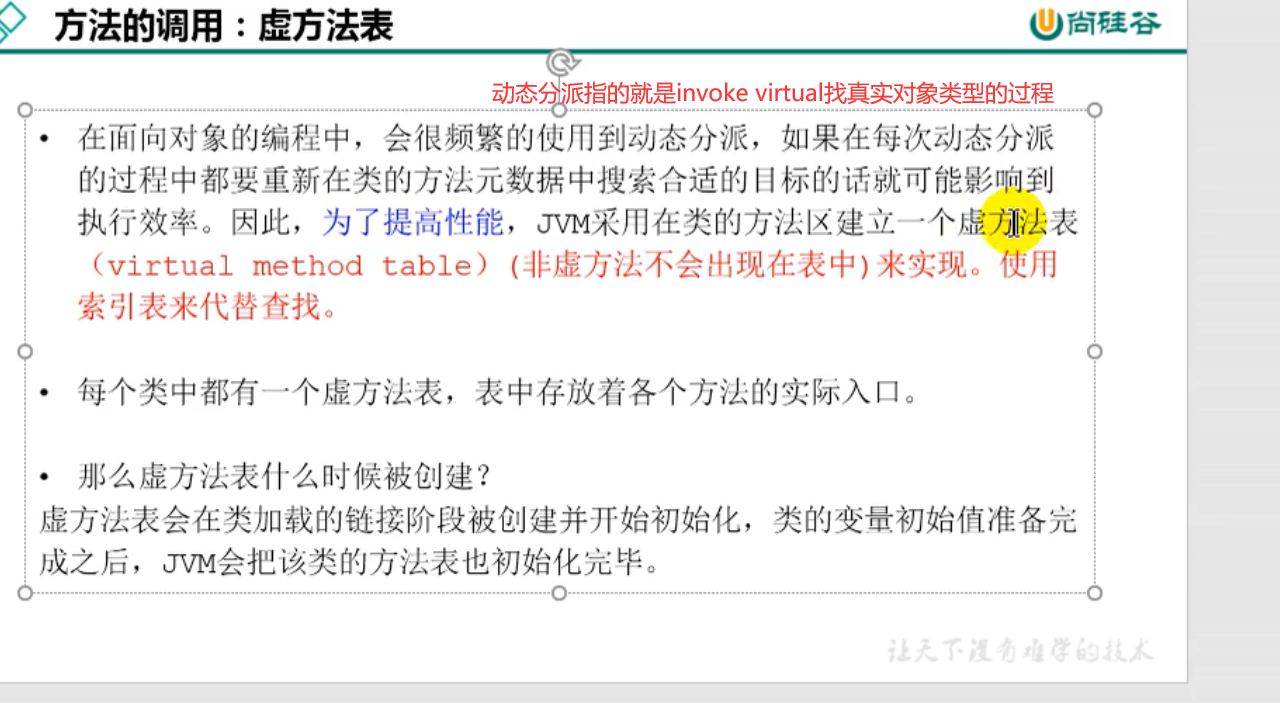 方法的调用：虚方法表
尚硅谷
动态分派指的就是invoke virtual找真实对象类型的过程
• 在面向对象的编程中，会很频繁的使用到动态分派，如果在每次动态分派
的过程中都要重新在类的方法元数据中搜索合适的目标的话就可能影响到
执行效率。因此，为了提高性能，JVM采用在类的方法区建立一个虚方法表
（virtual method table）(非虚方法不会出现在表中)来实现。使用
索引表来代替查找。
• 每个类中都有一个虚方法表，表中存放着各个方法的实际入口。
• 那么虚方法表什么时候被创建？
虚方法表会在类加载的链接阶段被创建并开始初始化，类的变量初始值准备完
成之后，JVM会把该类的方法表也初始化完毕。
让天下没有难学的技术